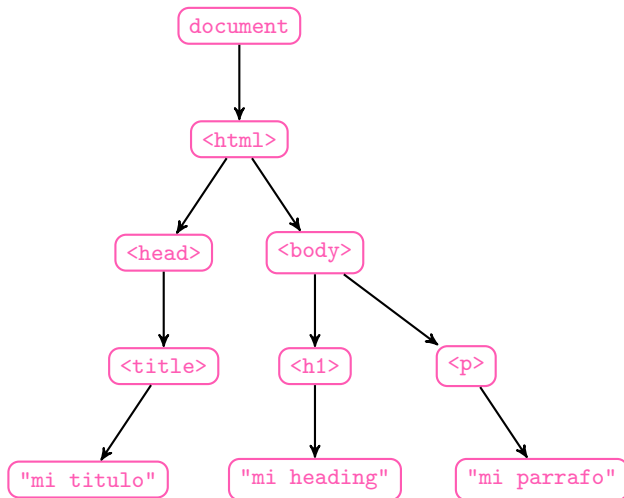 document
<html>
<head>
<body>
<title>
<h1>
<p>
"mi titulo"
"mi heading"
"mi parrafo"